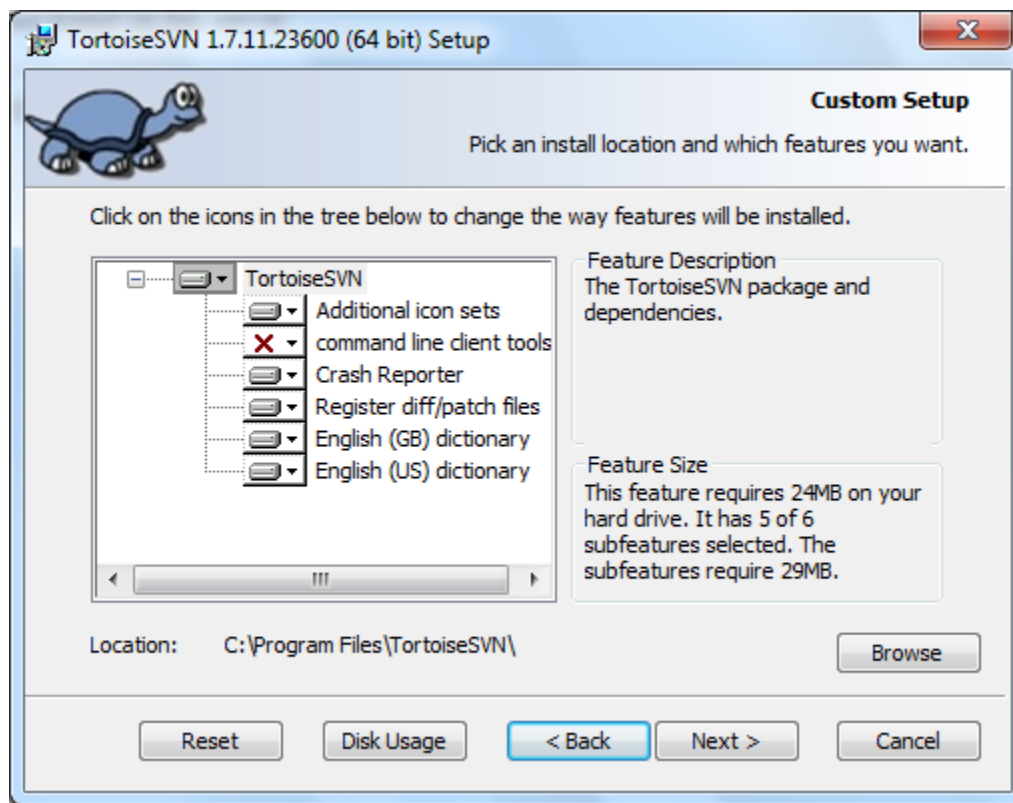 TortoiseSVN 1.7.11.23600 (64 bit) Setup
Custom Setup
Pick an install location and which features you want.
Click on the icons in the tree below to change the way features will be installed.
TortoiseSVN
Additional icon sets
command line client tools
Crash Reporter
Register diff/patch files
English (GB) dictionary
English (US) dictionary
Feature Description
The TortoiseSVN package and
dependencies.
Feature Size
This feature requires 24MB on your
hard drive. It has 5 of 6
subfeatures selected. The
subfeatures require 29MB.
Location: C:\Program Files\TortoiseSVN\
Browse
Reset Disk Usage < Back Next > Cancel